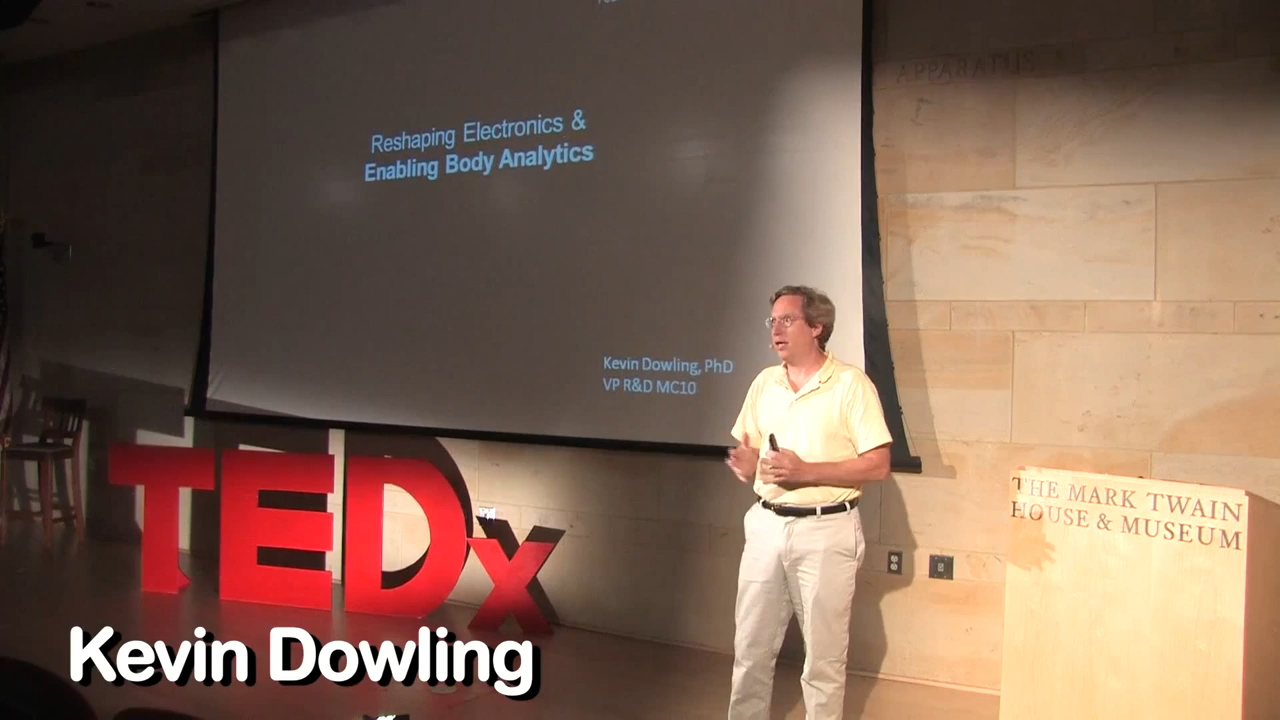 APPARATUS
Reshaping Electronics &
Enabling Body Analytics
Kevin Dowling, PhD
VP R&D MC10
TEDx
THE MARK TWAIN
HOUSE & MUSEUM
Kevin Dowling